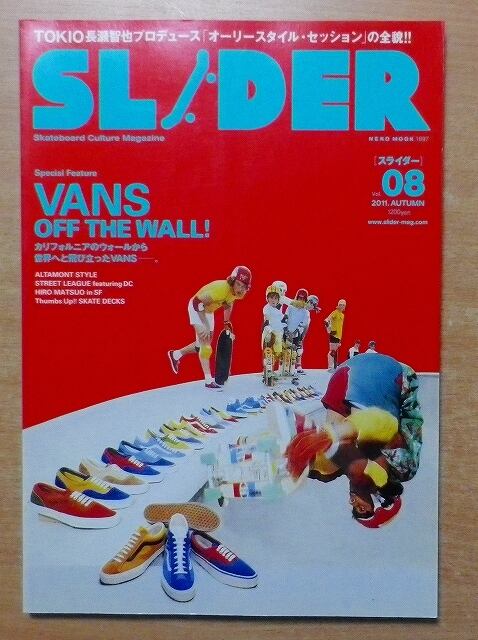 TOKIO長瀬智也プロデュース「オーリースタイル・セッション」の全貌!!
SLIDER
Skateboard Culture Magazine
NEKO MOOK 1697
[スライダー]
Vol. 08
2011. AUTUMN
1200yen
www.slider-mag.com
Special Feature
VANS
OFF THE WALL!
カリフォルニアのウォールから
世界へと飛び立ったVANS――。
ALTAMONT STYLE
STREET LEAGUE featuring DC
HIRO MATSUO in SF
Thumbs Up!! SKATE DECKS